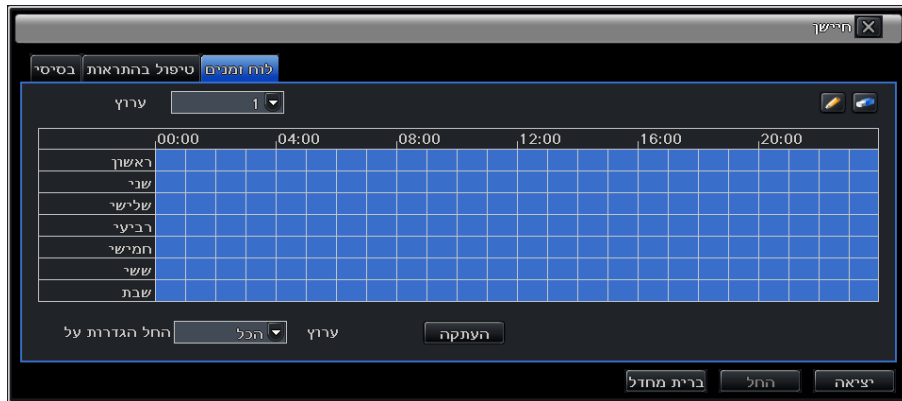 חיישן
בסיסי טיפול בהתראות לוח זמנים
ערוץ 1
00:00 04:00 08:00 12:00 16:00 20:00
ראשון
שני
שלישי
רביעי
חמישי
שישי
שבת
החל הגדרות על הכל ערוץ העתקה
ברית מחדל החל יציאה